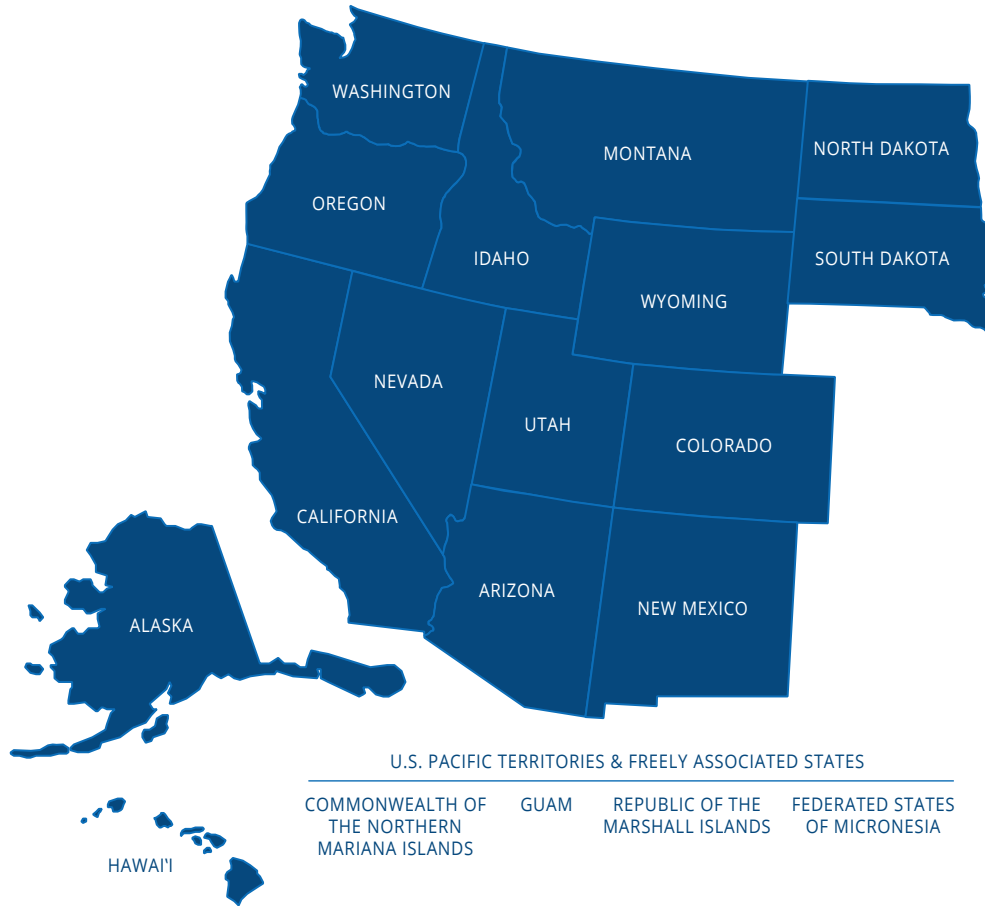 WASHINGTON
MONTANA
NORTH DAKOTA
OREGON
IDAHO
SOUTH DAKOTA
WYOMING
NEVADA
UTAH
COLORADO
CALIFORNIA
ARIZONA
NEW MEXICO
ALASKA
U.S. PACIFIC TERRITORIES & FREELY ASSOCIATED STATES
COMMONWEALTH OF
THE NORTHERN
MARIANA ISLANDS
GUAM
REPUBLIC OF THE
MARSHALL ISLANDS
FEDERATED STATES
OF MICRONESIA
HAWAI'I